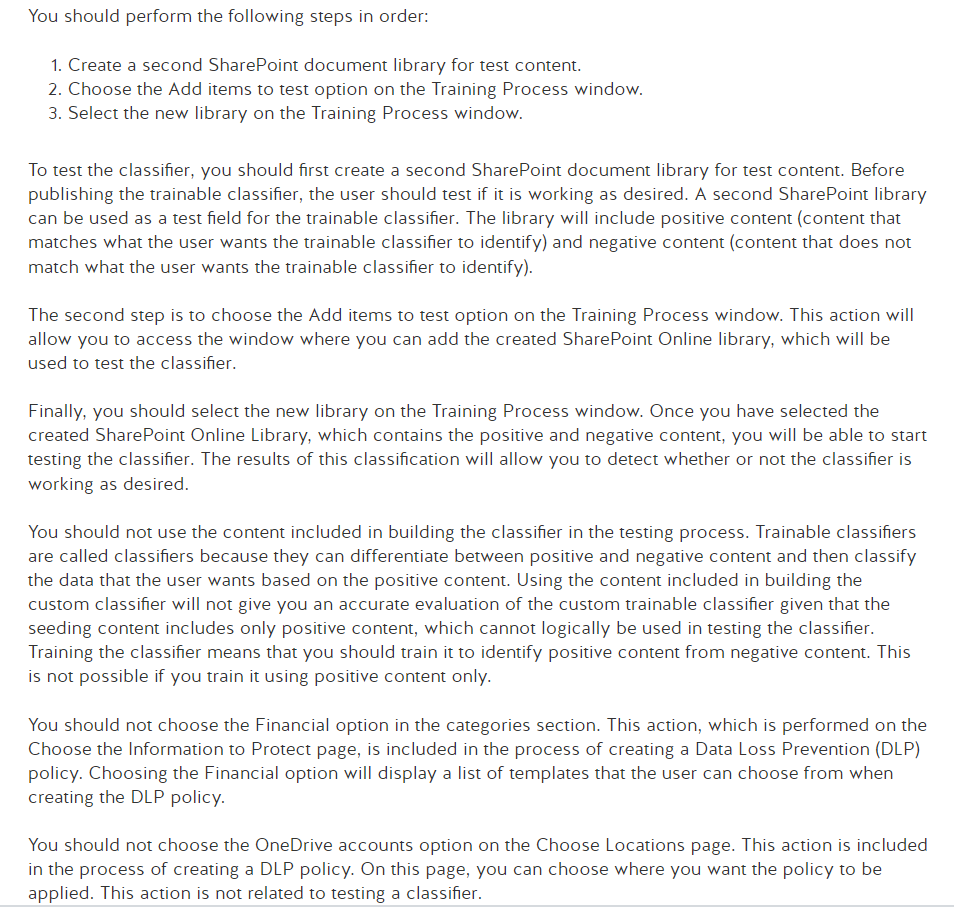 You should perform the following steps in order:
1. Create a second SharePoint document library for test content.
2. Choose the Add items to test option on the Training Process window.
3. Select the new library on the Training Process window.
To test the classifier, you should first create a second SharePoint document library for test content. Before
publishing the trainable classifier, the user should test if it is working as desired. A second SharePoint library
can be used as a test field for the trainable classifier. The library will include positive content (content that
matches what the user wants the trainable classifier to identify) and negative content (content that does not
match what the user wants the trainable classifier to identify).
The second step is to choose the Add items to test option on the Training Process window. This action will
allow you to access the window where you can add the created SharePoint Online library, which will be
used to test the classifier.
Finally, you should select the new library on the Training Process window. Once you have selected the
created SharePoint Online Library, which contains the positive and negative content, you will be able to start
testing the classifier. The results of this classification will allow you to detect whether or not the classifier is
working as desired.
You should not use the content included in building the classifier in the testing process. Trainable classifiers
are called classifiers because they can differentiate between positive and negative content and then classify
the data that the user wants based on the positive content. Using the content included in building the
custom classifier will not give you an accurate evaluation of the custom trainable classifier given that the
seeding content includes only positive content, which cannot logically be used in testing the classifier.
Training the classifier means that you should train it to identify positive content from negative content. This
is not possible if you train it using positive content only.
You should not choose the Financial option in the categories section. This action, which is performed on the
Choose the Information to Protect page, is included in the process of creating a Data Loss Prevention (DLP)
policy. Choosing the Financial option will display a list of templates that the user can choose from when
creating the DLP policy.
You should not choose the OneDrive accounts option on the Choose Locations page. This action is included
in the process of creating a DLP policy. On this page, you can choose where you want the policy to be
applied. This action is not related to testing a classifier.